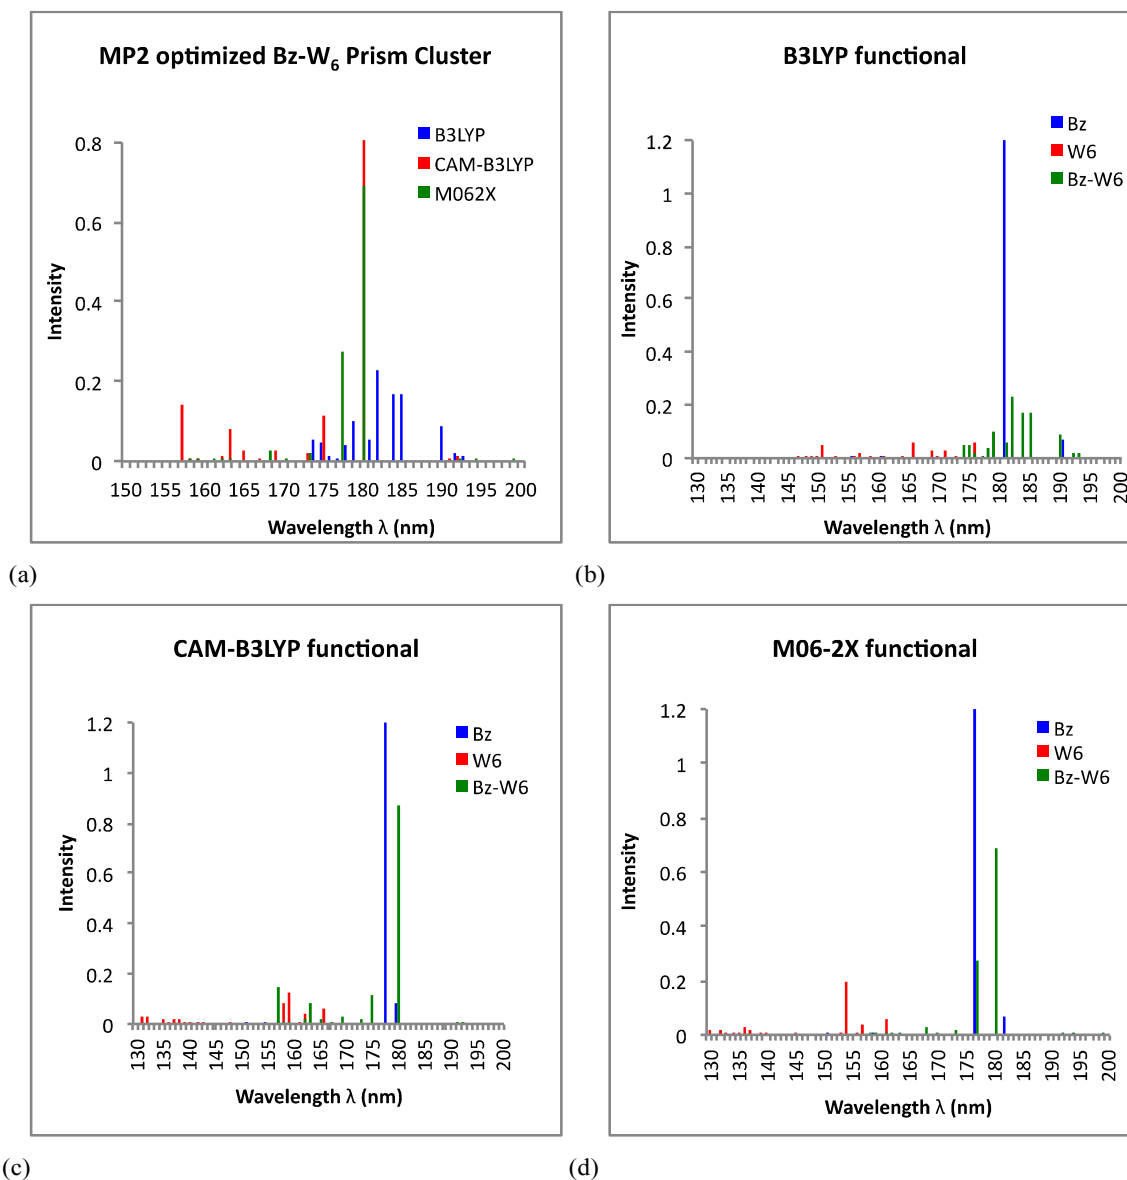 MP2 optimized Bz-W6 Prism Cluster
B3LYP
CAM-B3LYP
M062X
0.8
0.6
0.4
0.2
0
Intensity
150 155 160 165 170 175 180 185 190 195 200
Wavelength λ (nm)
(a)
B3LYP functional
Bz
W6
Bz-W6
1.2
1
0.8
0.6
0.4
0.2
0
Intensity
130 135 140 145 150 155 160 165 170 175 180 185 190 195 200
Wavelength λ (nm)
(b)
CAM-B3LYP functional
Bz
W6
Bz-W6
1.2
1
0.8
0.6
0.4
0.2
0
Intensity
130 135 140 145 150 155 160 165 170 175 180 185 190 195 200
Wavelength λ (nm)
(c)
M06-2X functional
Bz
W6
Bz-W6
1.2
1
0.8
0.6
0.4
0.2
0
Intensity
130 135 140 145 150 155 160 165 170 175 180 185 190 195 200
Wavelength λ (nm)
(d)